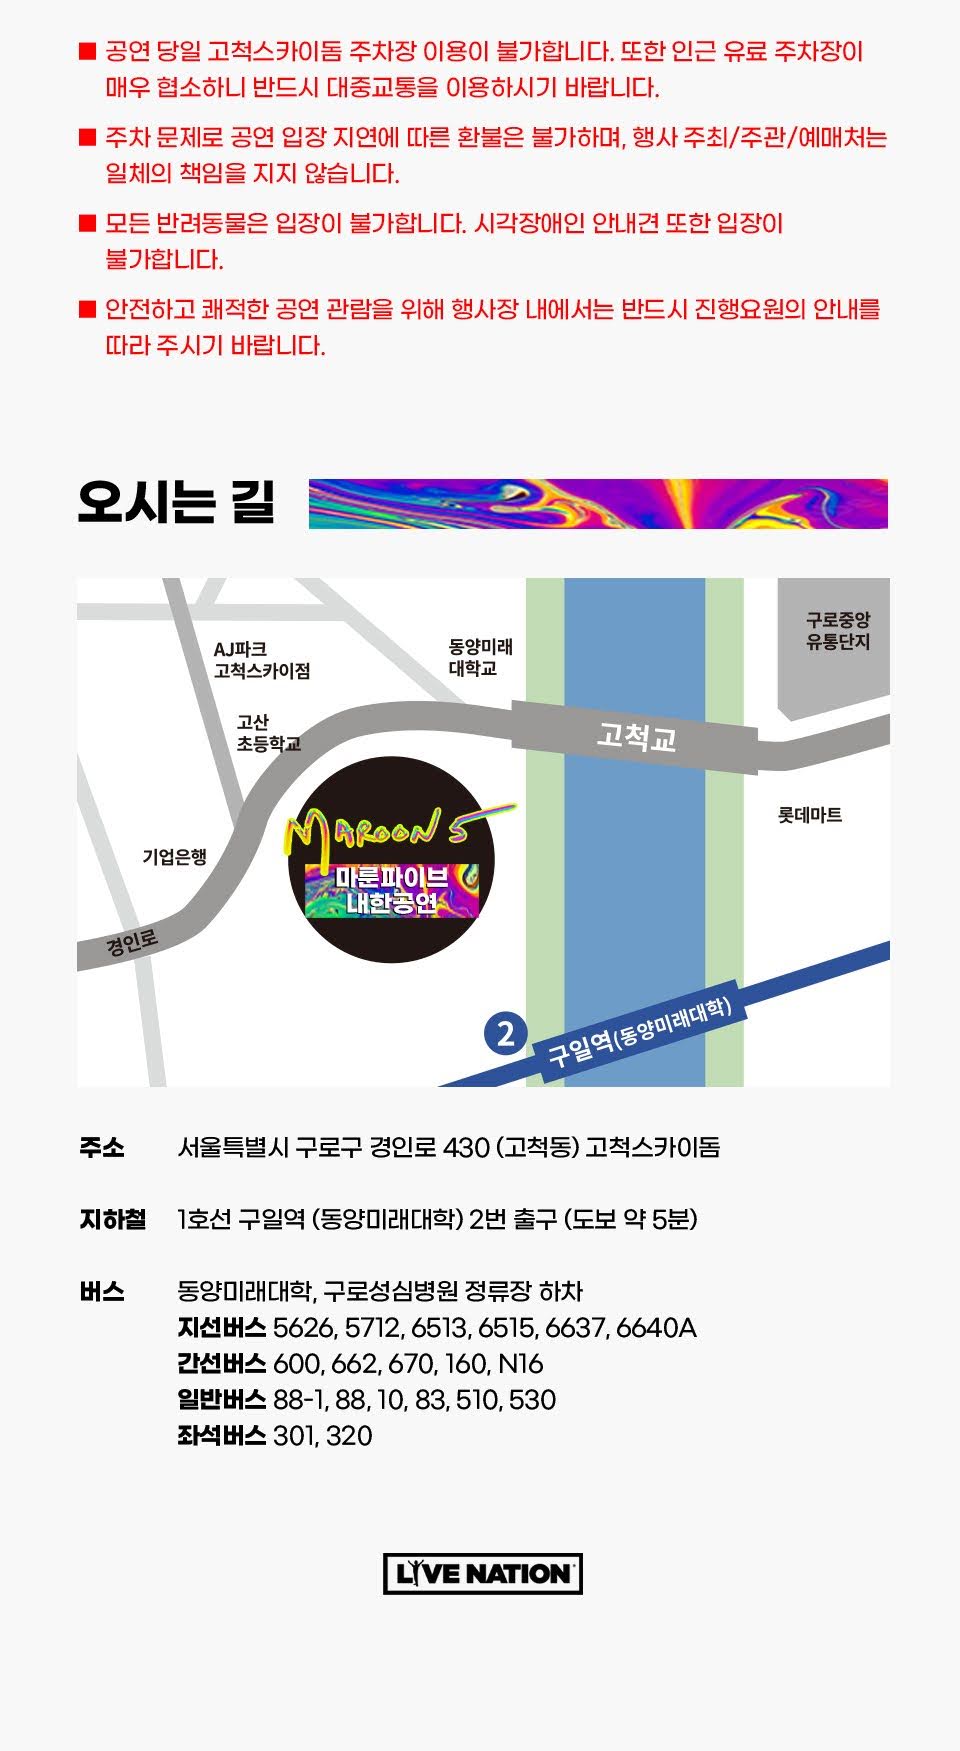 ■ 공연 당일 고척스카이돔 주차장 이용이 불가합니다. 또한 인근 유료 주차장이
매우 협소하니 반드시 대중교통을 이용하시기 바랍니다.
■ 주차 문제로 공연 입장 지연에 따른 환불은 불가하며, 행사 주최/주관/예매처는
일체의 책임을 지지 않습니다.
■ 모든 반려동물은 입장이 불가합니다. 시각장애인 안내견 또한 입장이
불가합니다.
■ 안전하고 쾌적한 공연 관람을 위해 행사장 내에서는 반드시 진행요원의 안내를
따라 주시기 바랍니다.
오시는 길
구로중앙
유통단지
AJ파크
고척스카이점
동양미래
대학교
고산
초등학교
고척교
롯데마트
MAROON 5
마룬파이브
내한공연
기업은행
경인로
2
구일역(동양미래대학)
주소 서울특별시 구로구 경인로 430 (고척동) 고척스카이돔
지하철 1호선 구일역 (동양미래대학) 2번 출구 (도보 약 5분)
버스 동양미래대학, 구로성심병원 정류장 하차
지선버스 5626, 5712, 6513, 6515, 6637, 6640A
간선버스 600, 662, 670, 160, N16
일반버스 88-1, 88, 10, 83, 510, 530
좌석버스 301, 320
LIVE NATION